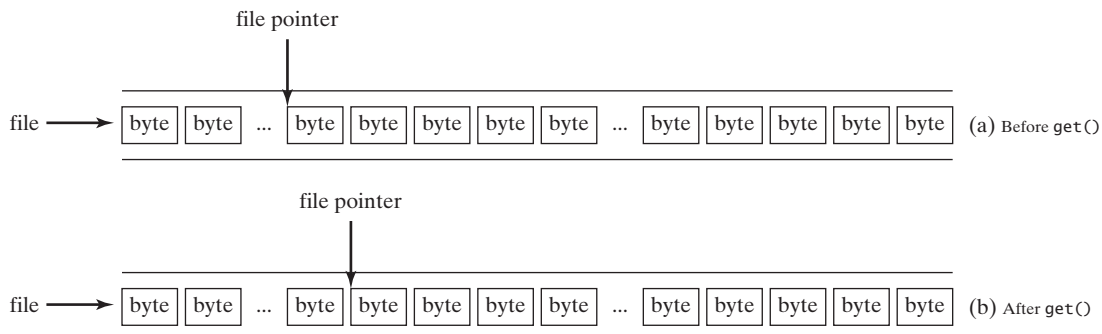 file pointer
file byte byte ... byte byte byte byte byte ... byte byte byte byte byte (a) Before get()
file pointer
file byte byte ... byte byte byte byte byte ... byte byte byte byte byte (b) After get()